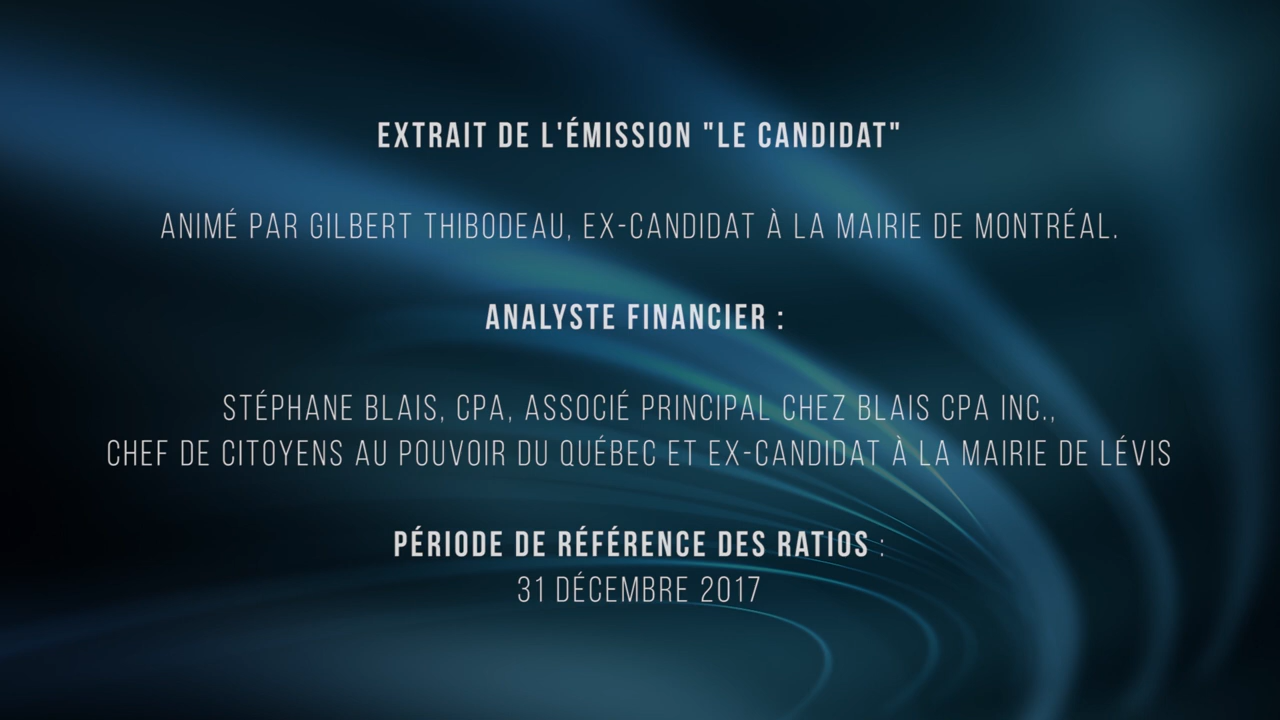 EXTRAIT DE L'ÉMISSION "LE CANDIDAT"
ANIMÉ PAR GILBERT THIBODEAU, EX-CANDIDAT À LA MAIRIE DE MONTRÉAL.
ANALYSTE FINANCIER :
STÉPHANE BLAIS, CPA, ASSOCIÉ PRINCIPAL CHEZ BLAIS CPA INC.,
CHEF DE CITOYENS AU POUVOIR DU QUÉBEC ET EX-CANDIDAT À LA MAIRIE DE LÉVIS
PÉRIODE DE RÉFÉRENCE DES RATIOS :
31 DÉCEMBRE 2017